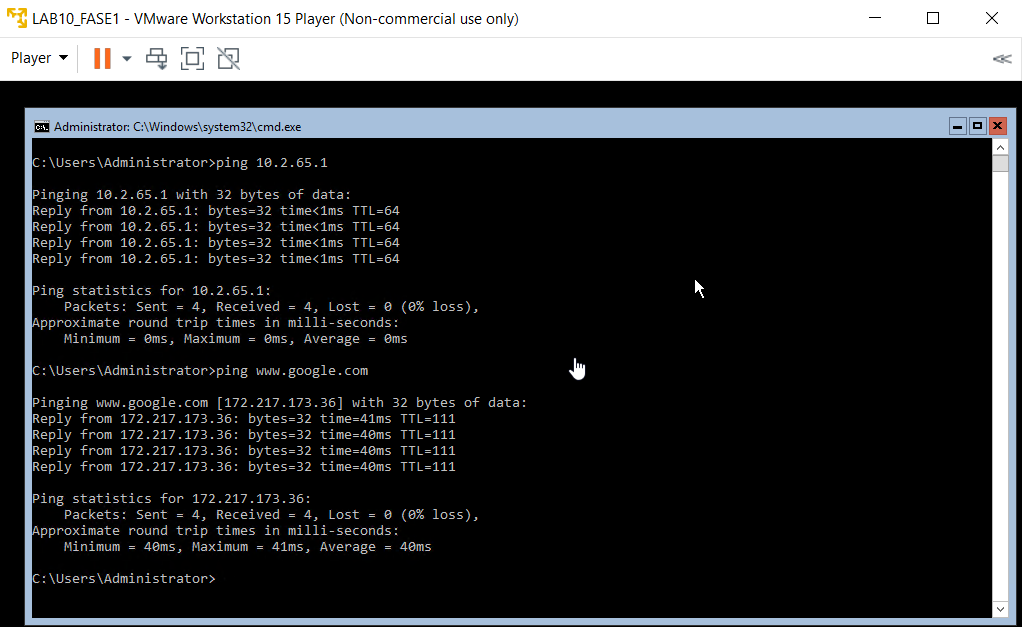 LAB10_FASE1 - VMware Workstation 15 Player (Non-commercial use only)
Player
Administrator: C:\Windows\system32\cmd.exe
C:\Users\Administrator>ping 10.2.65.1
Pinging 10.2.65.1 with 32 bytes of data:
Reply from 10.2.65.1: bytes=32 time<1ms TTL=64
Reply from 10.2.65.1: bytes=32 time<1ms TTL=64
Reply from 10.2.65.1: bytes=32 time<1ms TTL=64
Reply from 10.2.65.1: bytes=32 time<1ms TTL=64
Ping statistics for 10.2.65.1:
    Packets: Sent = 4, Received = 4, Lost = 0 (0% loss),
Approximate round trip times in milli-seconds:
    Minimum = 0ms, Maximum = 0ms, Average = 0ms
C:\Users\Administrator>ping www.google.com
Pinging www.google.com [172.217.173.36] with 32 bytes of data:
Reply from 172.217.173.36: bytes=32 time=41ms TTL=111
Reply from 172.217.173.36: bytes=32 time=40ms TTL=111
Reply from 172.217.173.36: bytes=32 time=40ms TTL=111
Reply from 172.217.173.36: bytes=32 time=40ms TTL=111
Ping statistics for 172.217.173.36:
    Packets: Sent = 4, Received = 4, Lost = 0 (0% loss),
Approximate round trip times in milli-seconds:
    Minimum = 40ms, Maximum = 41ms, Average = 40ms
C:\Users\Administrator>